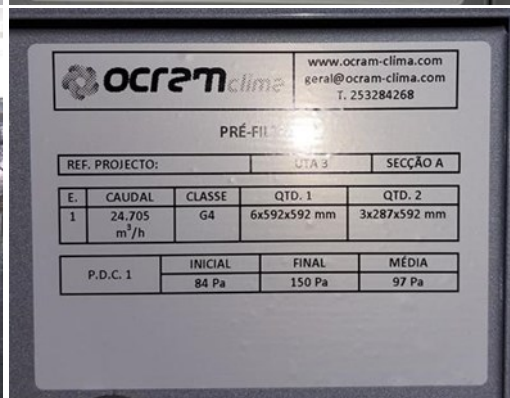 ocram clima
www.ocram-clima.com
geral@ocram-clima.com
T. 253284268
REF. PROJECTO: UTA 3 SECÇÃO A
E. CAUDAL CLASSE QTD. 1 QTD. 2
1 24.705 m³/h G4 6x592x592 mm 3x287x592 mm
P.D.C. 1 INICIAL FINAL MÉDIA
84 Pa 150 Pa 97 Pa